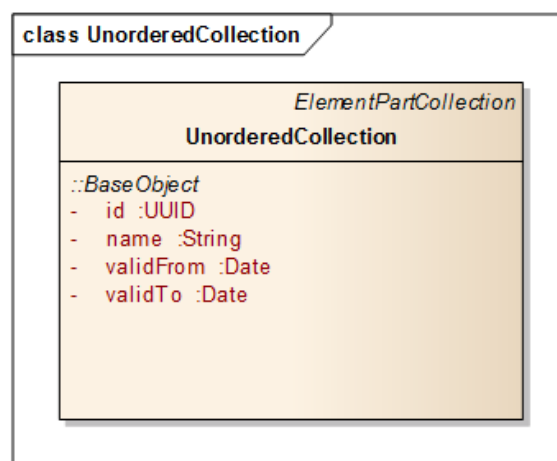 class UnorderedCollection
ElementPartCollection
UnorderedCollection
::BaseObject
- id :UUID
- name :String
- validFrom :Date
- validTo :Date